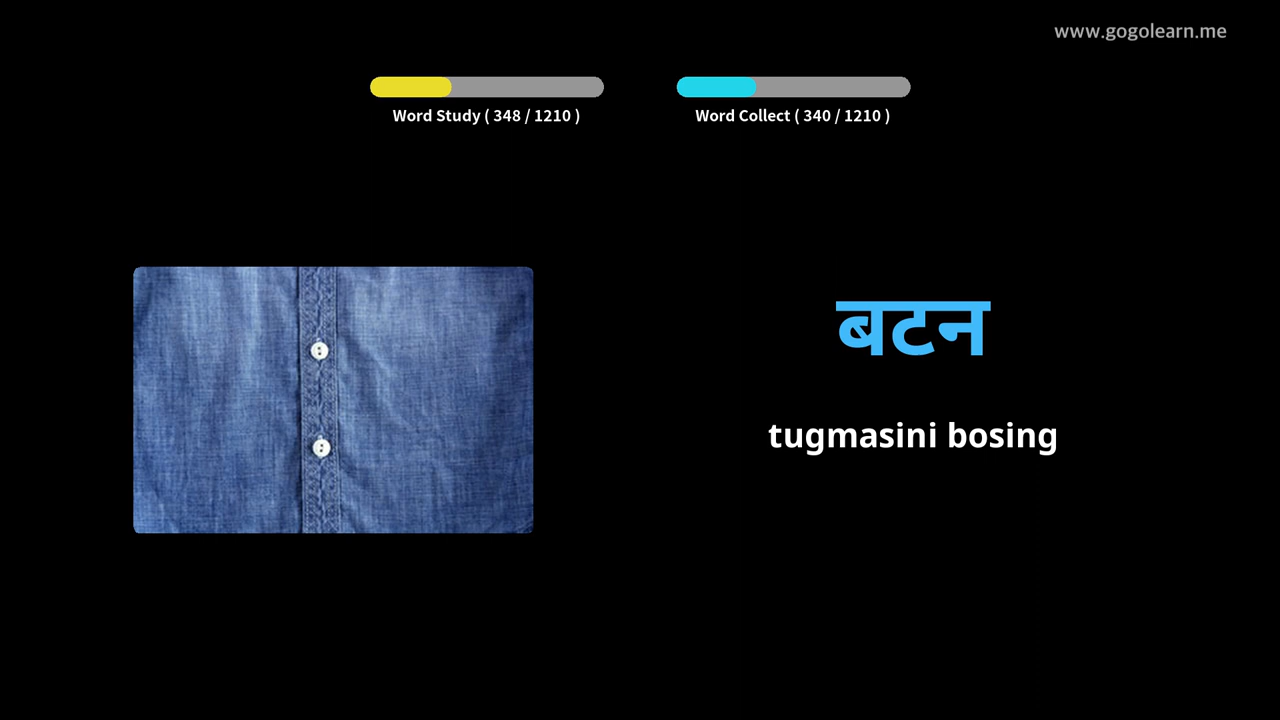 www.gogolearn.me
Word Study ( 348 / 1210 )
Word Collect ( 340 / 1210 )
बटन
tugmasini bosing